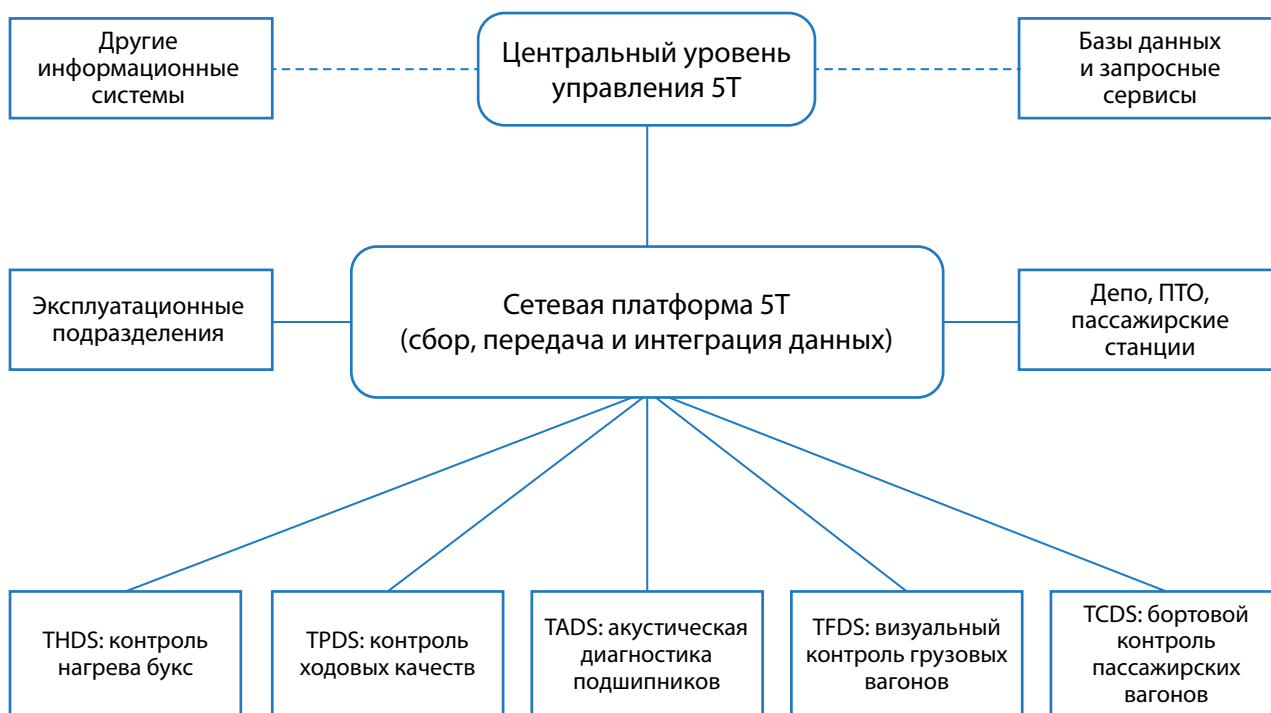 Другие
информационные
системы
Центральный уровень
управления 5Т
Базы данных
и запросные
сервисы
Эксплуатационные
подразделения
Сетевая платформа 5Т
(сбор, передача и интеграция данных)
Депо, ПТО,
пассажирские
станции
THDS: контроль
нагрева букс
TPDS: контроль
ходовых качеств
TADS: акустическая
диагностика
подшипников
TFDS: визуальный
контроль грузовых
вагонов
TCDS: бортовой
контроль
пассажирских
вагонов